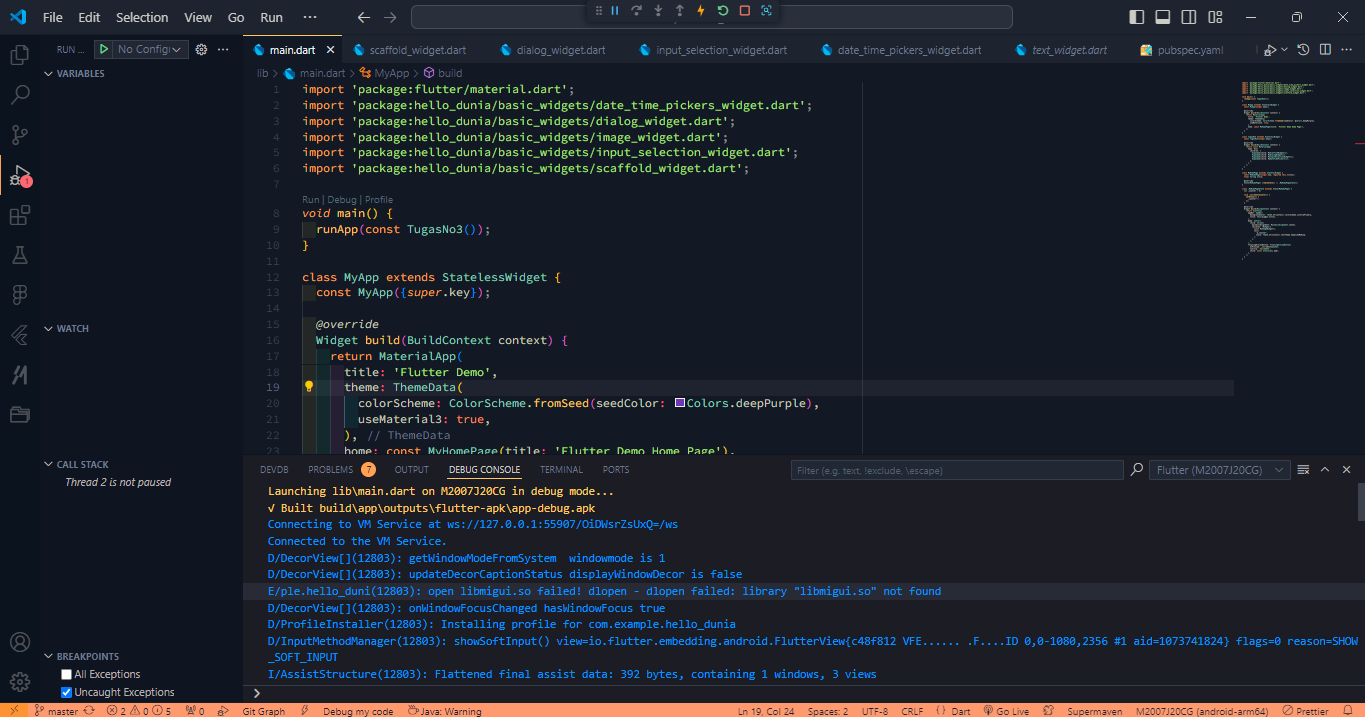 File Edit Selection View Go Run ···
RUN ... No Config
main.dart
scaffold_widget.dart
dialog_widget.dart
input_selection_widget.dart
date_time_pickers_widget.dart
text_widget.dart
pubspec.yaml
lib > main.dart > MyApp > build
VARIABLES
WATCH
CALL STACK
Thread 2 is not paused
BREAKPOINTS
All Exceptions
Uncaught Exceptions
1
1 import 'package:flutter/material.dart';
2 import 'package:hello_dunia/basic_widgets/date_time_pickers_widget.dart';
3 import 'package:hello_dunia/basic_widgets/dialog_widget.dart';
4 import 'package:hello_dunia/basic_widgets/image_widget.dart';
5 import 'package:hello_dunia/basic_widgets/input_selection_widget.dart';
6 import 'package:hello_dunia/basic_widgets/scaffold_widget.dart';
7
Run | Debug | Profile
8 void main() {
9 runApp(const TugasNo3());
10 }
11
12 class MyApp extends StatelessWidget {
13 const MyApp({super.key});
14
15 @override
16 Widget build(BuildContext context) {
17 return MaterialApp(
18 title: 'Flutter Demo',
19 theme: ThemeData(
20 colorScheme: ColorScheme.fromSeed(seedColor: Colors.deepPurple),
21 useMaterial3: true,
22 ), // ThemeData
23 home: const MyHomePage(title: 'Flutter Demo Home Page'),
DEVDB PROBLEMS 7 OUTPUT DEBUG CONSOLE TERMINAL PORTS
Filter (e.g. text, !exclude, \escape)
Flutter (M2007J20CG)
Launching lib\main.dart on M2007J20CG in debug mode...
√ Built build\app\outputs\flutter-apk\app-debug.apk
Connecting to VM Service at ws://127.0.0.1:55907/OiDWsrZsUxQ=/ws
Connected to the VM Service.
D/DecorView[](12803): getWindowModeFromSystem  windowmode is 1
D/DecorView[](12803): updateDecorCaptionStatus displayWindowDecor is false
E/ple.hello_duni(12803): open libmigui.so failed! dlopen - dlopen failed: library "libmigui.so" not found
D/DecorView[](12803): onWindowFocusChanged hasWindowFocus true
D/ProfileInstaller(12803): Installing profile for com.example.hello_dunia
D/InputMethodManager(12803): showSoftInput() view=io.flutter.embedding.android.FlutterView{c48f812 VFE...... .F....ID 0,0-1080,2356 #1 aid=1073741824} flags=0 reason=SHOW
_SOFT_INPUT
I/AssistStructure(12803): Flattened final assist data: 392 bytes, containing 1 windows, 3 views
master 2 0 5 0 Git Graph Debug my code Java: Warning Ln 19, Col 24 Spaces: 2 UTF-8 CRLF { } Dart Go Live Supermaven M2007J20CG (android-arm64) Prettier